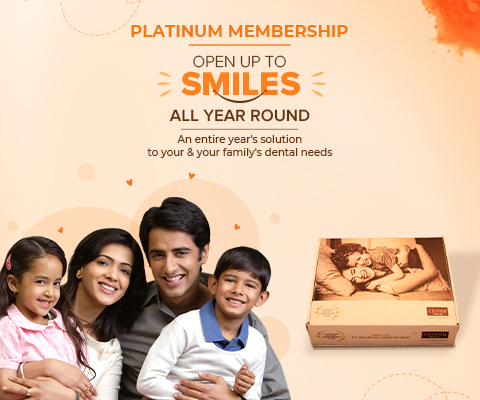 PLATINUM MEMBERSHIP
OPEN UP TO
SMILES
ALL YEAR ROUND
An entire year's solution
to your & your family's dental needs